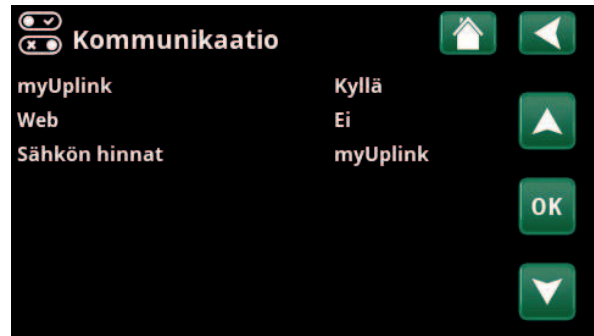 Kommunikaatio
myUplink Kyllä
Web Ei
Sähkön hinnat myUplink
OK